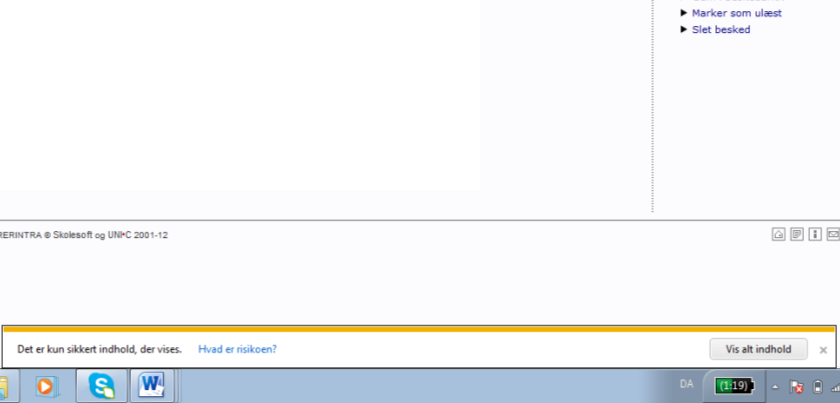 Marker som ulæst
Slet besked
RERINTRA © Skolesoft og UNI•C 2001-12
Det er kun sikkert indhold, der vises. Hvad er risikoen? Vis alt indhold
DA (1:19)